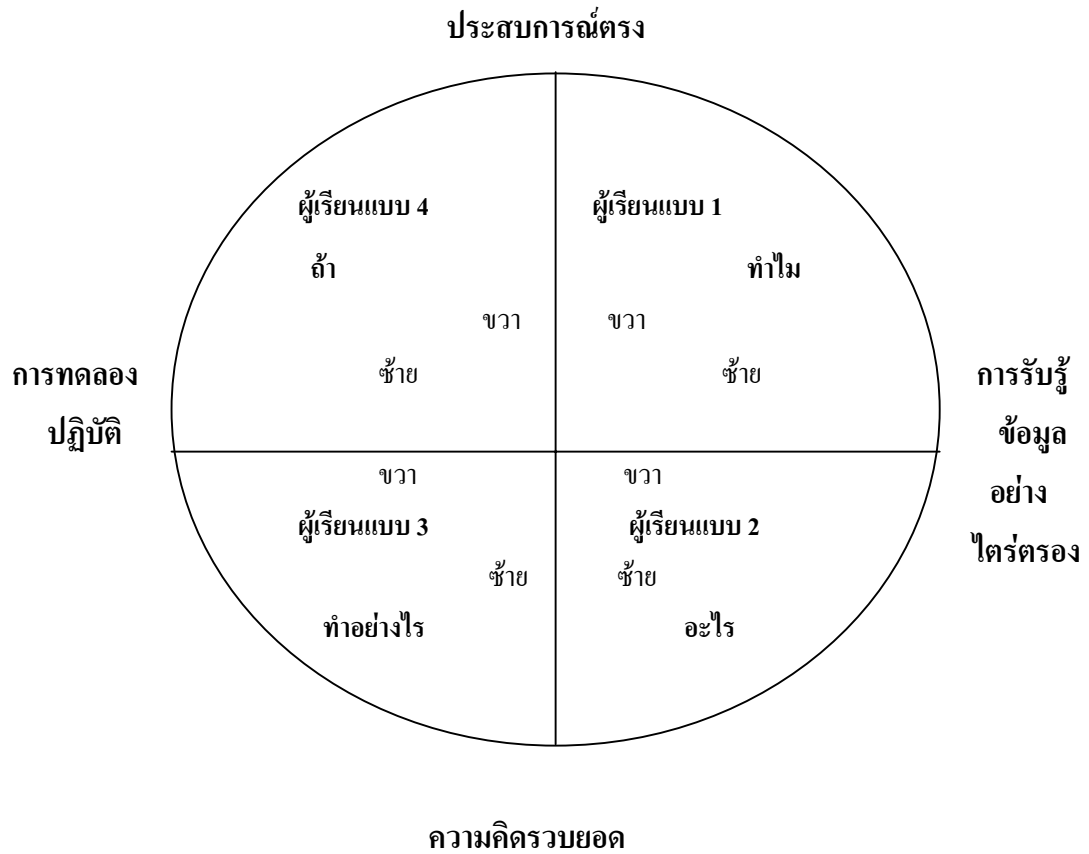 ประสบการณ์ตรง
ผู้เรียนแบบ 4
ผู้เรียนแบบ 1
ถ้า
ทำไม
ขวา
ขวา
ซ้าย
ซ้าย
การทดลอง
ปฏิบัติ
การรับรู้
ข้อมูล
อย่าง
ไตร่ตรอง
ขวา
ขวา
ผู้เรียนแบบ 3
ผู้เรียนแบบ 2
ซ้าย
ซ้าย
ทำอย่างไร
อะไร
ความคิดรวบยอด